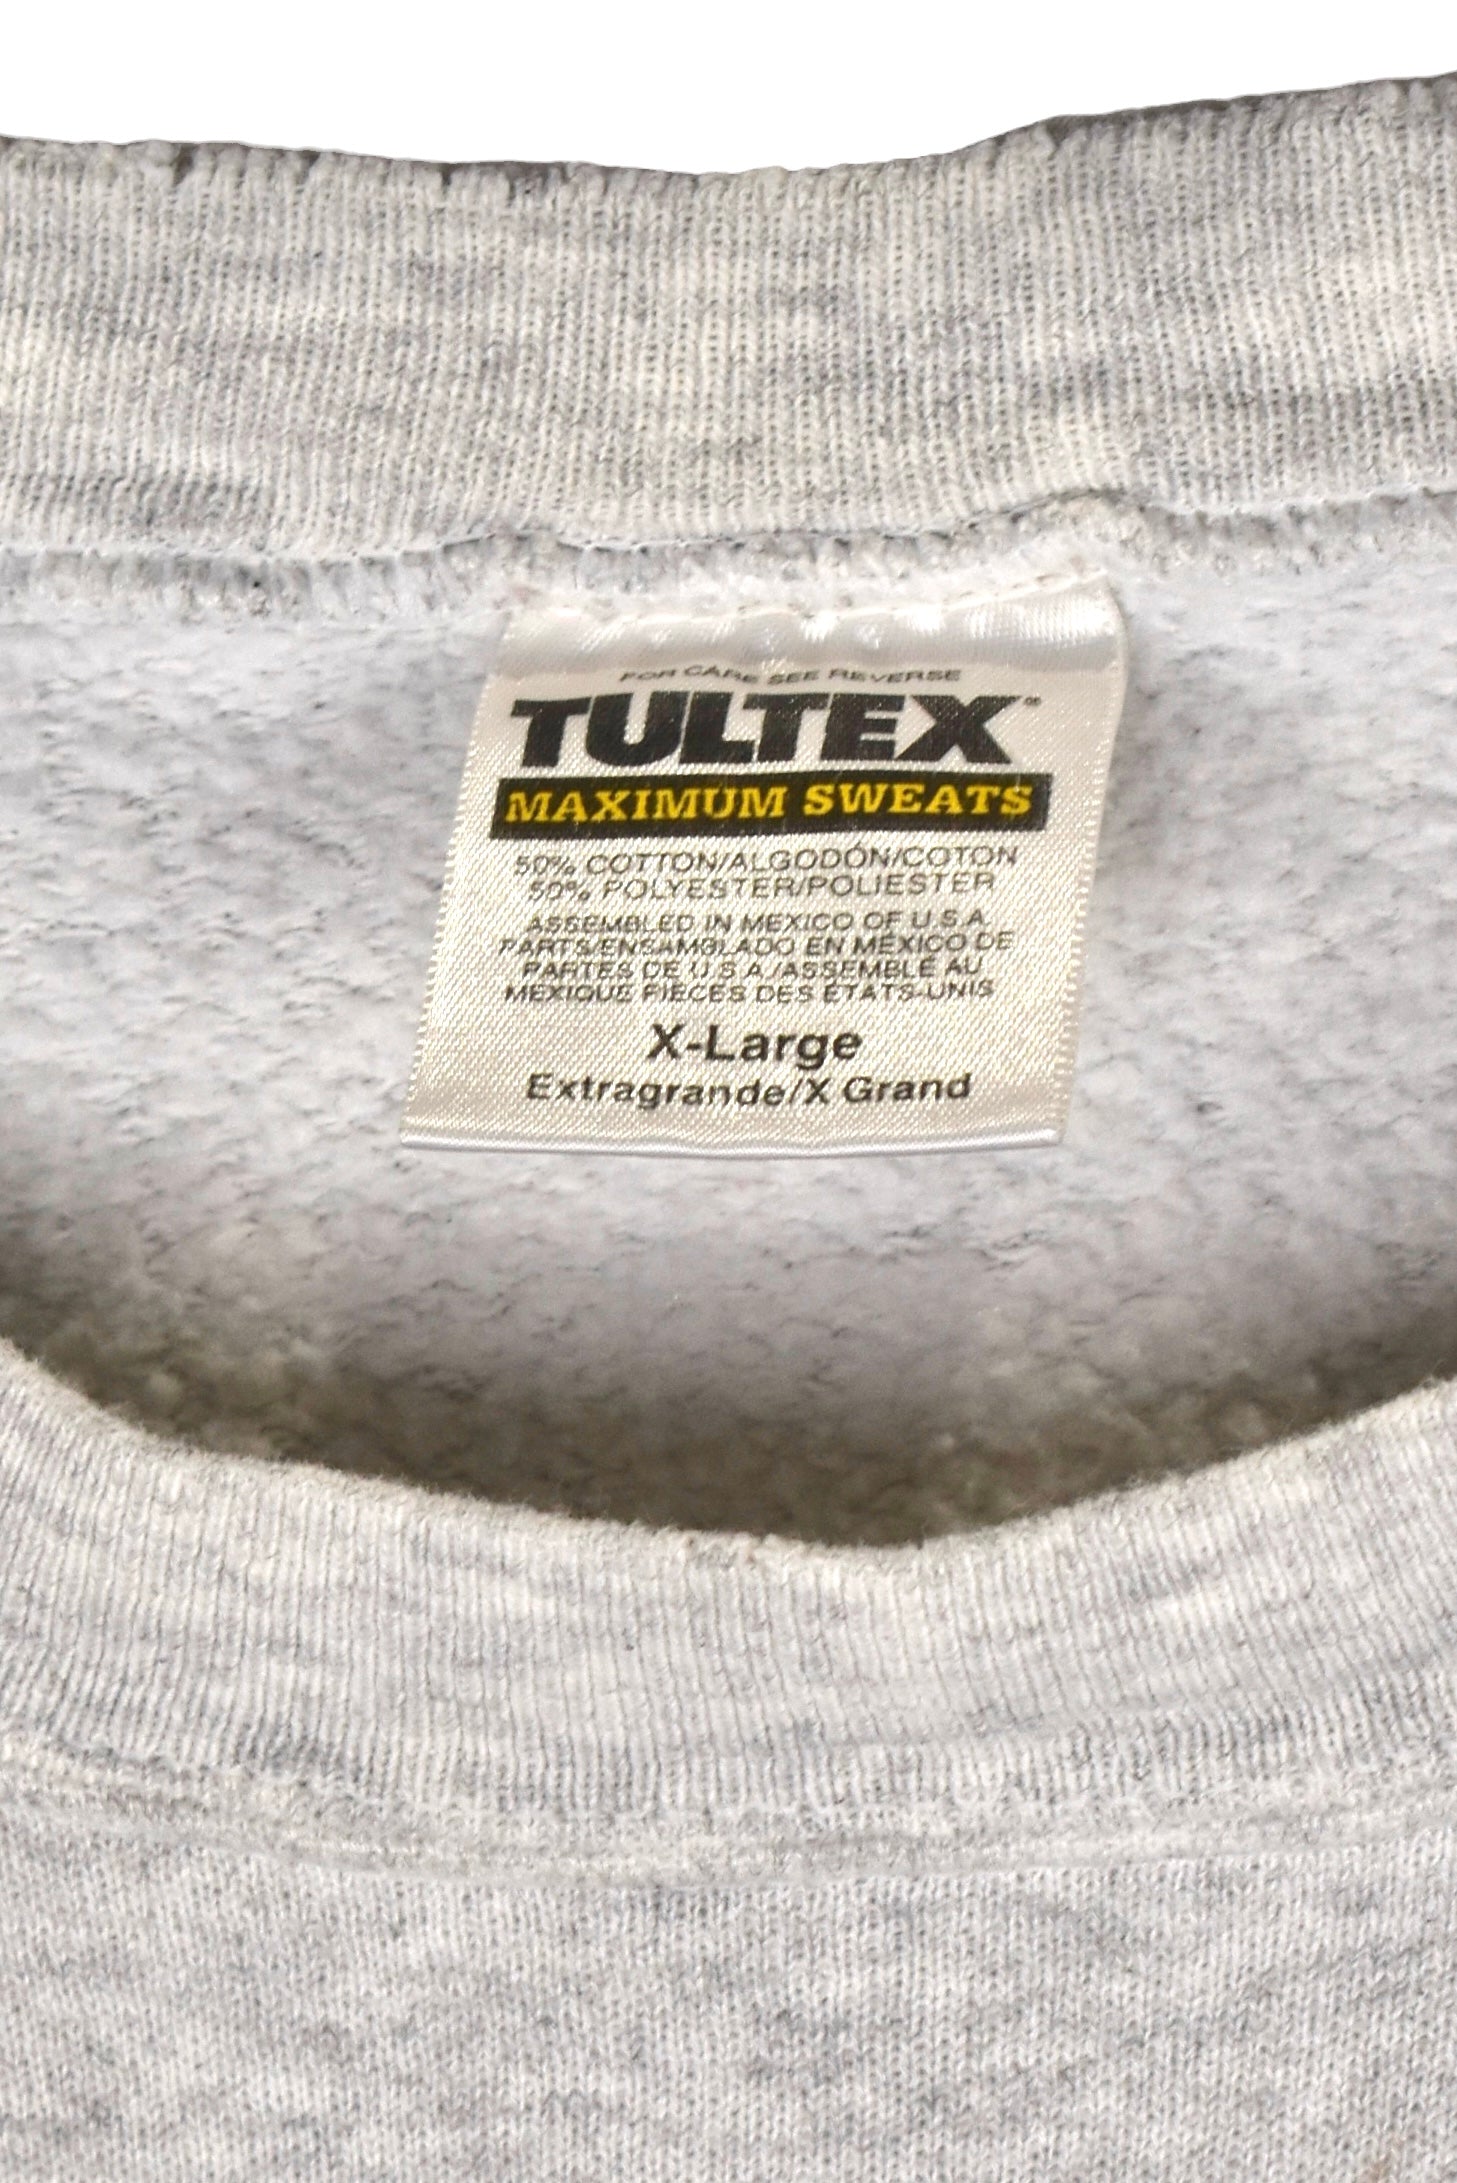 FOR CARE SEE REVERSE
TULTEX
MAXIMUM SWEATS
50% COTTON/ALGODÓN/COTON
50% POLYESTER/POLIESTER
ASSEMBLED IN MEXICO OF U.S.A.
PARTS/ENSAMBLADO EN MÉXICO DE
PARTES DE U.S.A./ASSEMBLÉ AU
MEXIQUE PIÈCES DES ÉTATS-UNIS
X-Large
Extragrande/X Grand